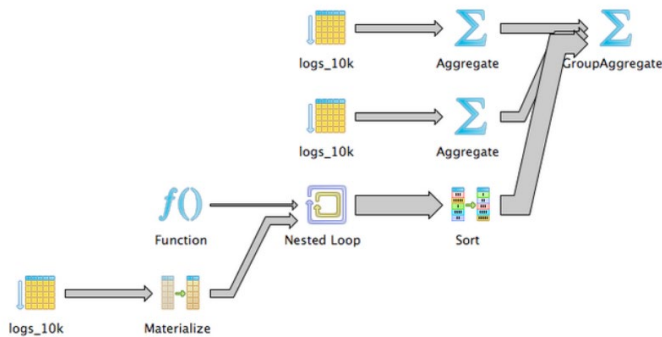 logs_10k
Aggregate
GroupAggregate
logs_10k
Aggregate
f()
Function
Nested Loop
Sort
logs_10k
Materialize